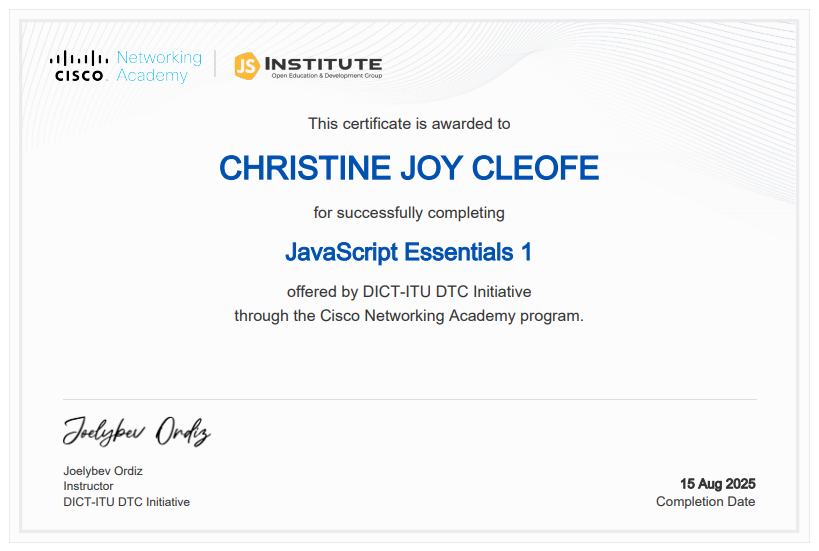 CISCO Networking Academy
JS INSTITUTE
Open Education & Development Group
This certificate is awarded to
CHRISTINE JOY CLEOFE
for successfully completing
JavaScript Essentials 1
offered by DICT-ITU DTC Initiative
through the Cisco Networking Academy program.
Joelybev Ordiz
Joelybev Ordiz
Instructor
DICT-ITU DTC Initiative
15 Aug 2025
Completion Date